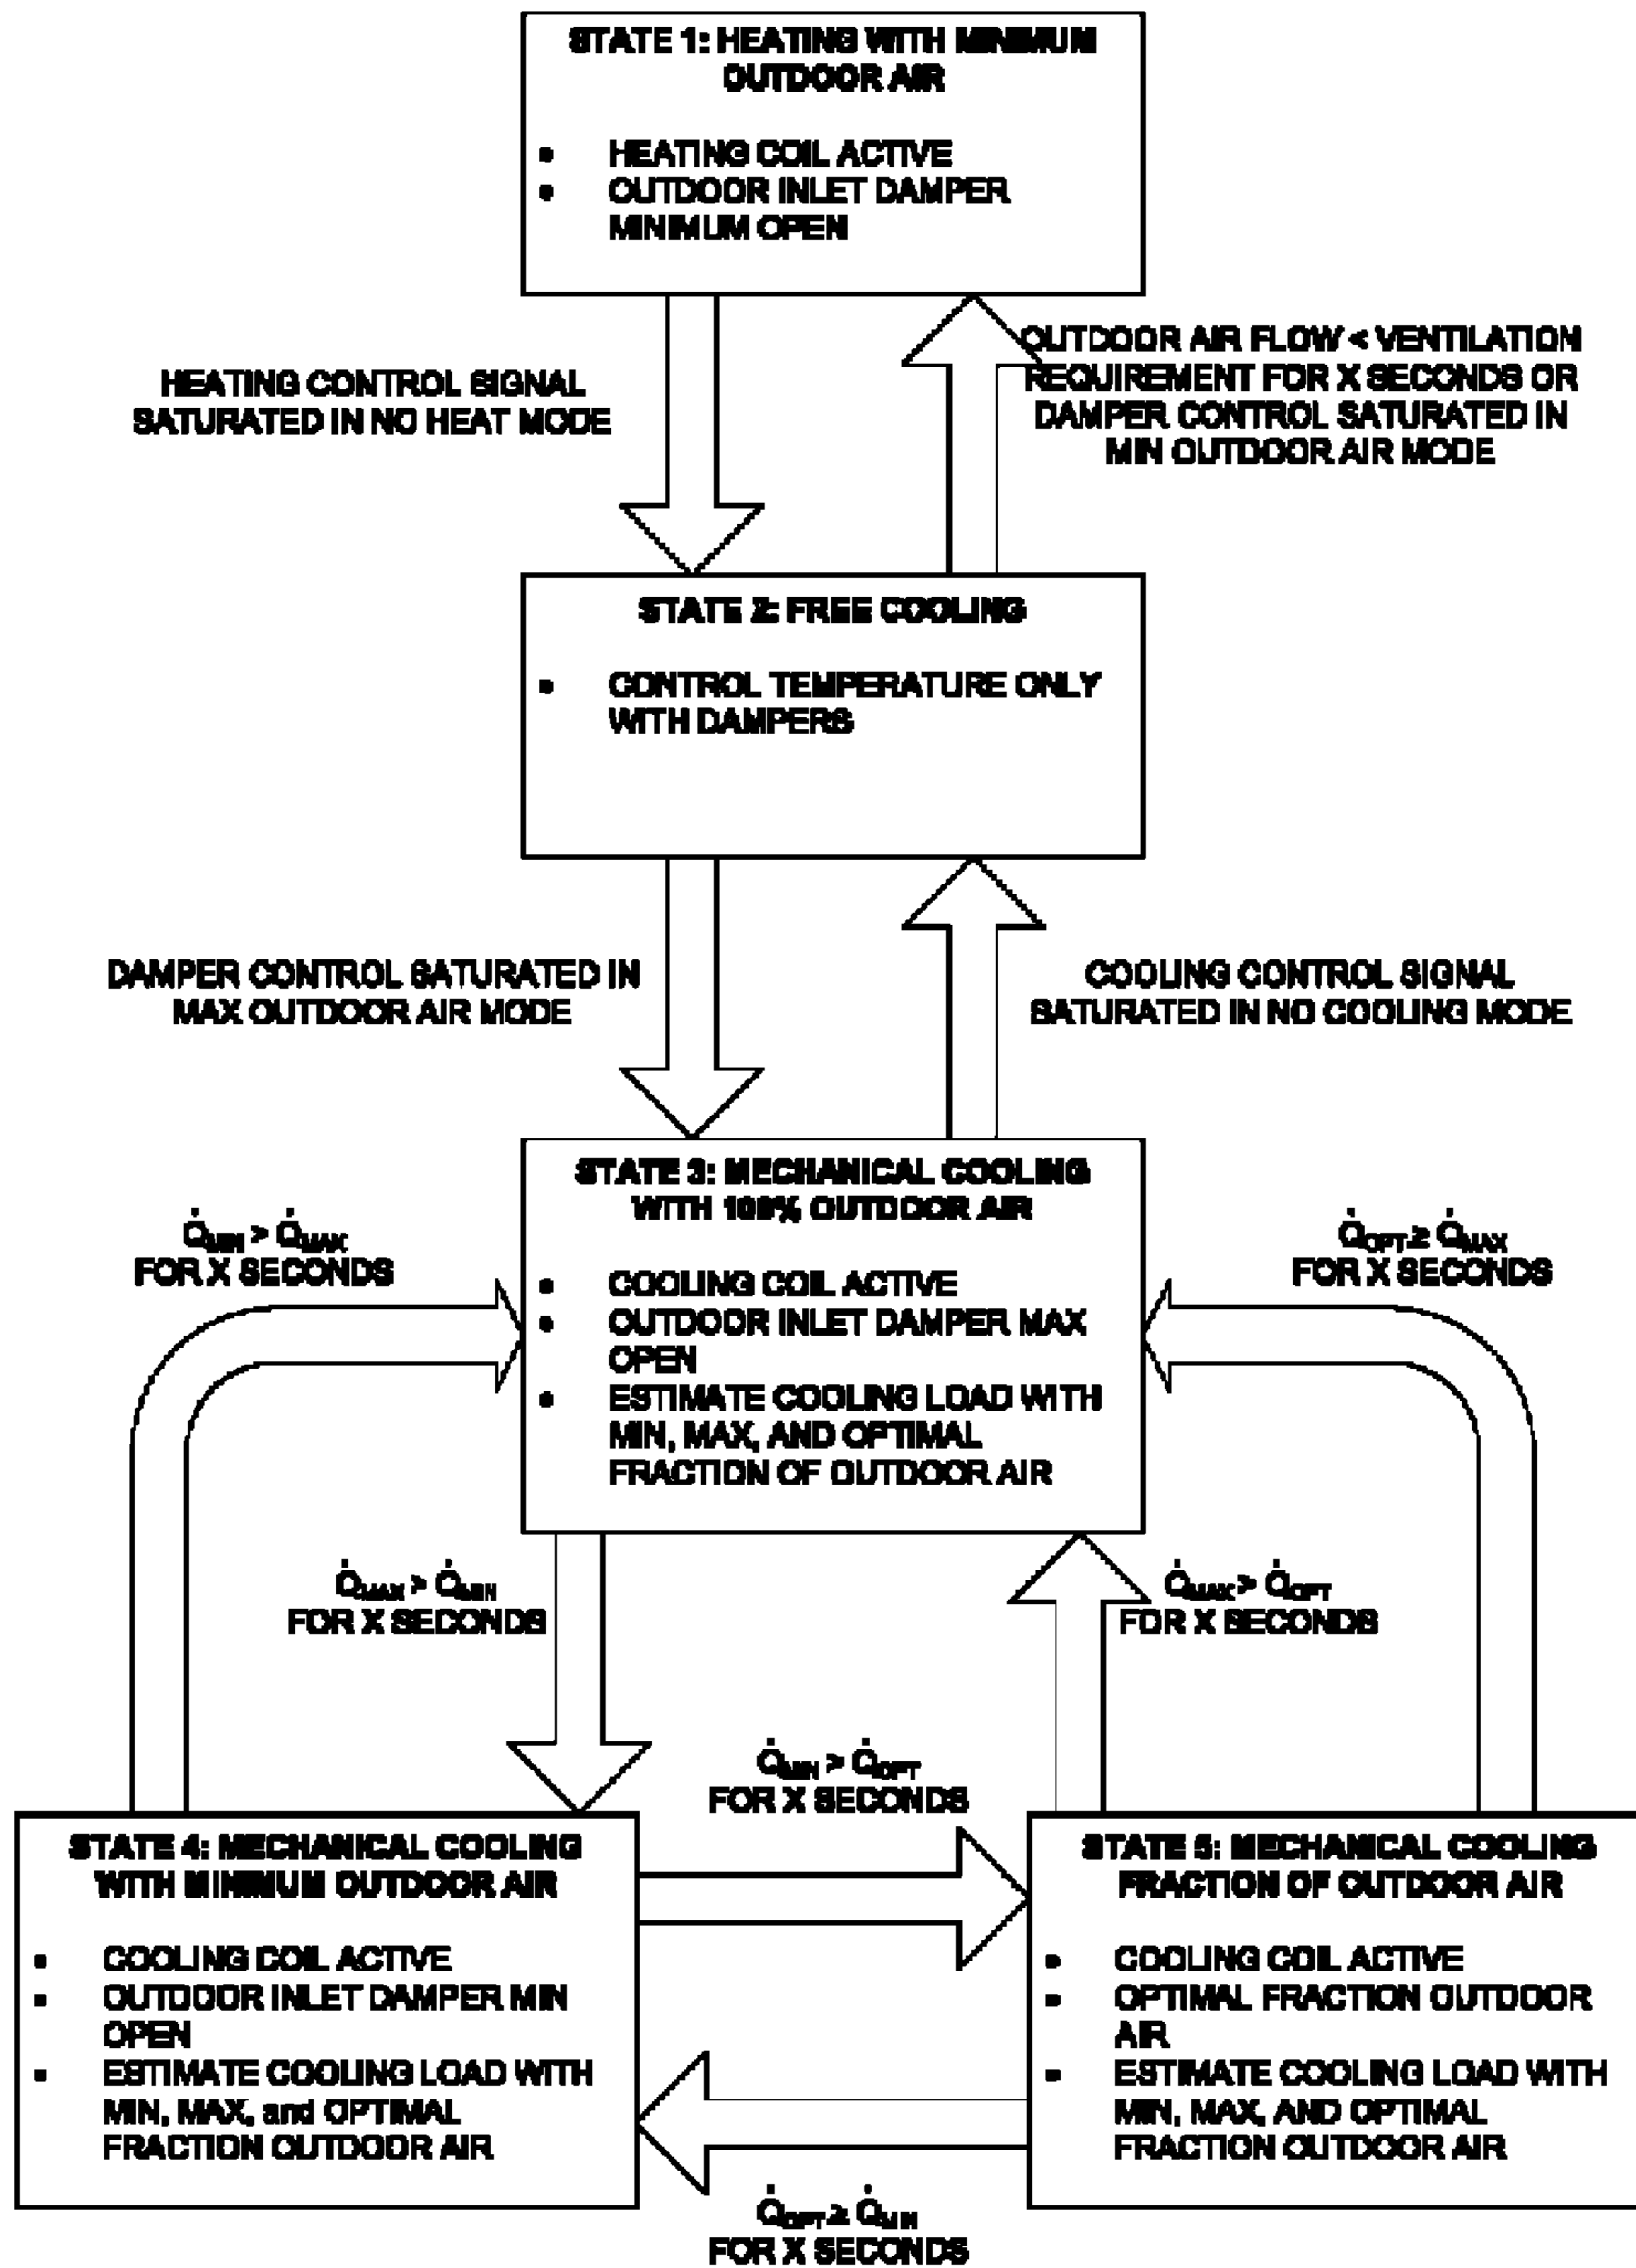 STATE 1: HEATING WITH MINIMUM
OUTDOOR AIR
• HEATING COIL ACTIVE
• OUTDOOR INLET DAMPER
MINIMUM OPEN
HEATING CONTROL SIGNAL
SATURATED IN NO HEAT MODE
OUTDOOR AIR FLOW < VENTILATION
REQUIREMENT FOR X SECONDS OR
DAMPER CONTROL SATURATED IN
MIN OUTDOOR AIR MODE
STATE 2: FREE COOLING
• CONTROL TEMPERATURE ONLY
WITH DAMPERS
DAMPER CONTROL SATURATED IN
MAX OUTDOOR AIR MODE
COOLING CONTROL SIGNAL
SATURATED IN NO COOLING MODE
STATE 3: MECHANICAL COOLING
WITH 100% OUTDOOR AIR
• COOLING COIL ACTIVE
• OUTDOOR INLET DAMPER MAX
OPEN
• ESTIMATE COOLING LOAD WITH
MIN, MAX, AND OPTIMAL
FRACTION OF OUTDOOR AIR
Q̇MIN > Q̇MAX
FOR X SECONDS
Q̇OPT ≥ Q̇MAX
FOR X SECONDS
Q̇MAX > Q̇MIN
FOR X SECONDS
Q̇MAX > Q̇OPT
FOR X SECONDS
Q̇MIN > Q̇OPT
FOR X SECONDS
STATE 4: MECHANICAL COOLING
WITH MINIMUM OUTDOOR AIR
• COOLING COIL ACTIVE
• OUTDOOR INLET DAMPER MIN
OPEN
• ESTIMATE COOLING LOAD WITH
MIN, MAX, and OPTIMAL
FRACTION OUTDOOR AIR
STATE 5: MECHANICAL COOLING
FRACTION OF OUTDOOR AIR
• COOLING COIL ACTIVE
• OPTIMAL FRACTION OUTDOOR
AIR
• ESTIMATE COOLING LOAD WITH
MIN, MAX, AND OPTIMAL
FRACTION OUTDOOR AIR
Q̇OPT ≥ Q̇MIN
FOR X SECONDS